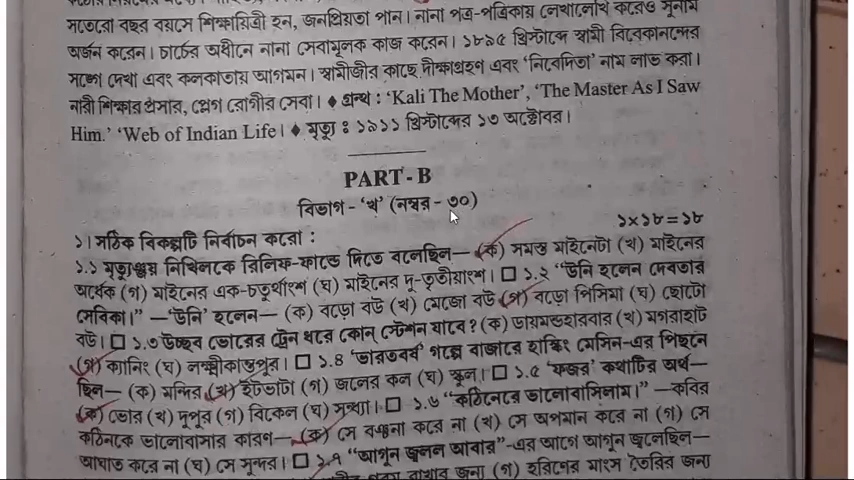 সতেরো বছর বয়সে শিক্ষায়িত্রী হন, জনপ্রিয়তা পান। নানা পত্র-পত্রিকায় লেখালেখি করেও সুনাম
অর্জন করেন। চার্চের অধীনে নানা সেবামূলক কাজ করেন। ১৮৯৫ খ্রিস্টাব্দে স্বামী বিবেকানন্দের
সঙ্গে দেখা এবং কলকাতায় আগমন। স্বামীজীর কাছে দীক্ষাগ্রহণ এবং ‘নিবেদিতা’ নাম লাভ করা।
নারী শিক্ষার প্রসার, প্লেগ রোগীর সেবা। ♦ গ্রন্থ : ‘Kali The Mother’, ‘The Master As I Saw
Him.’ ‘Web of Indian Life। ♦ মৃত্যু ঃ ১৯১১ খ্রিস্টাব্দের ১৩ অক্টোবর।
PART-B
বিভাগ - ‘খ’ (নম্বর - ৩০)
১। সঠিক বিকল্পটি নির্বাচন করো : ১×১৮=১৮
১.১ মৃত্যুঞ্জয় নিখিলকে রিলিফ-ফান্ডে দিতে বলেছিল— (ক) সমস্ত মাইনেটা (খ) মাইনের
অর্ধেক (গ) মাইনের এক-চতুর্থাংশ (ঘ) মাইনের দু-তৃতীয়াংশ। □ ১.২ “উনি হলেন দেবতার
সেবিকা।” —‘উনি’ হলেন— (ক) বড়ো বউ (খ) মেজো বউ (গ) বড়ো পিসিমা (ঘ) ছোটো
বউ। □ ১.৩ উচ্ছব ভোরের ট্রেন ধরে কোন্ স্টেশন যাবে? (ক) ডায়মন্ডহারবার (খ) মগরাহাট
(গ) ক্যানিং (ঘ) লক্ষ্মীকান্তপুর। □ ১.৪ ‘ভারতবর্ষ’ গল্পে বাজারে হাস্কিং মেসিন-এর পিছনে
ছিল— (ক) মন্দির (খ) ইটভাটা (গ) জলের কল (ঘ) স্কুল। □ ১.৫ ‘ফজর’ কথাটির অর্থ—
(ক) ভোর (খ) দুপুর (গ) বিকেল (ঘ) সন্ধ্যা। □ ১.৬ “কঠিনেরে ভালোবাসিলাম।” —কবির
কঠিনকে ভালোবাসার কারণ— (ক) সে বঞ্চনা করে না (খ) সে অপমান করে না (গ) সে
আঘাত করে না (ঘ) সে সুন্দর। □ ১.৭ “আগুন জ্বলল আবার”-এর আগে আগুন জ্বলেছিল—
জন্য (গ) হরিণের মাংস তৈরির জন্য